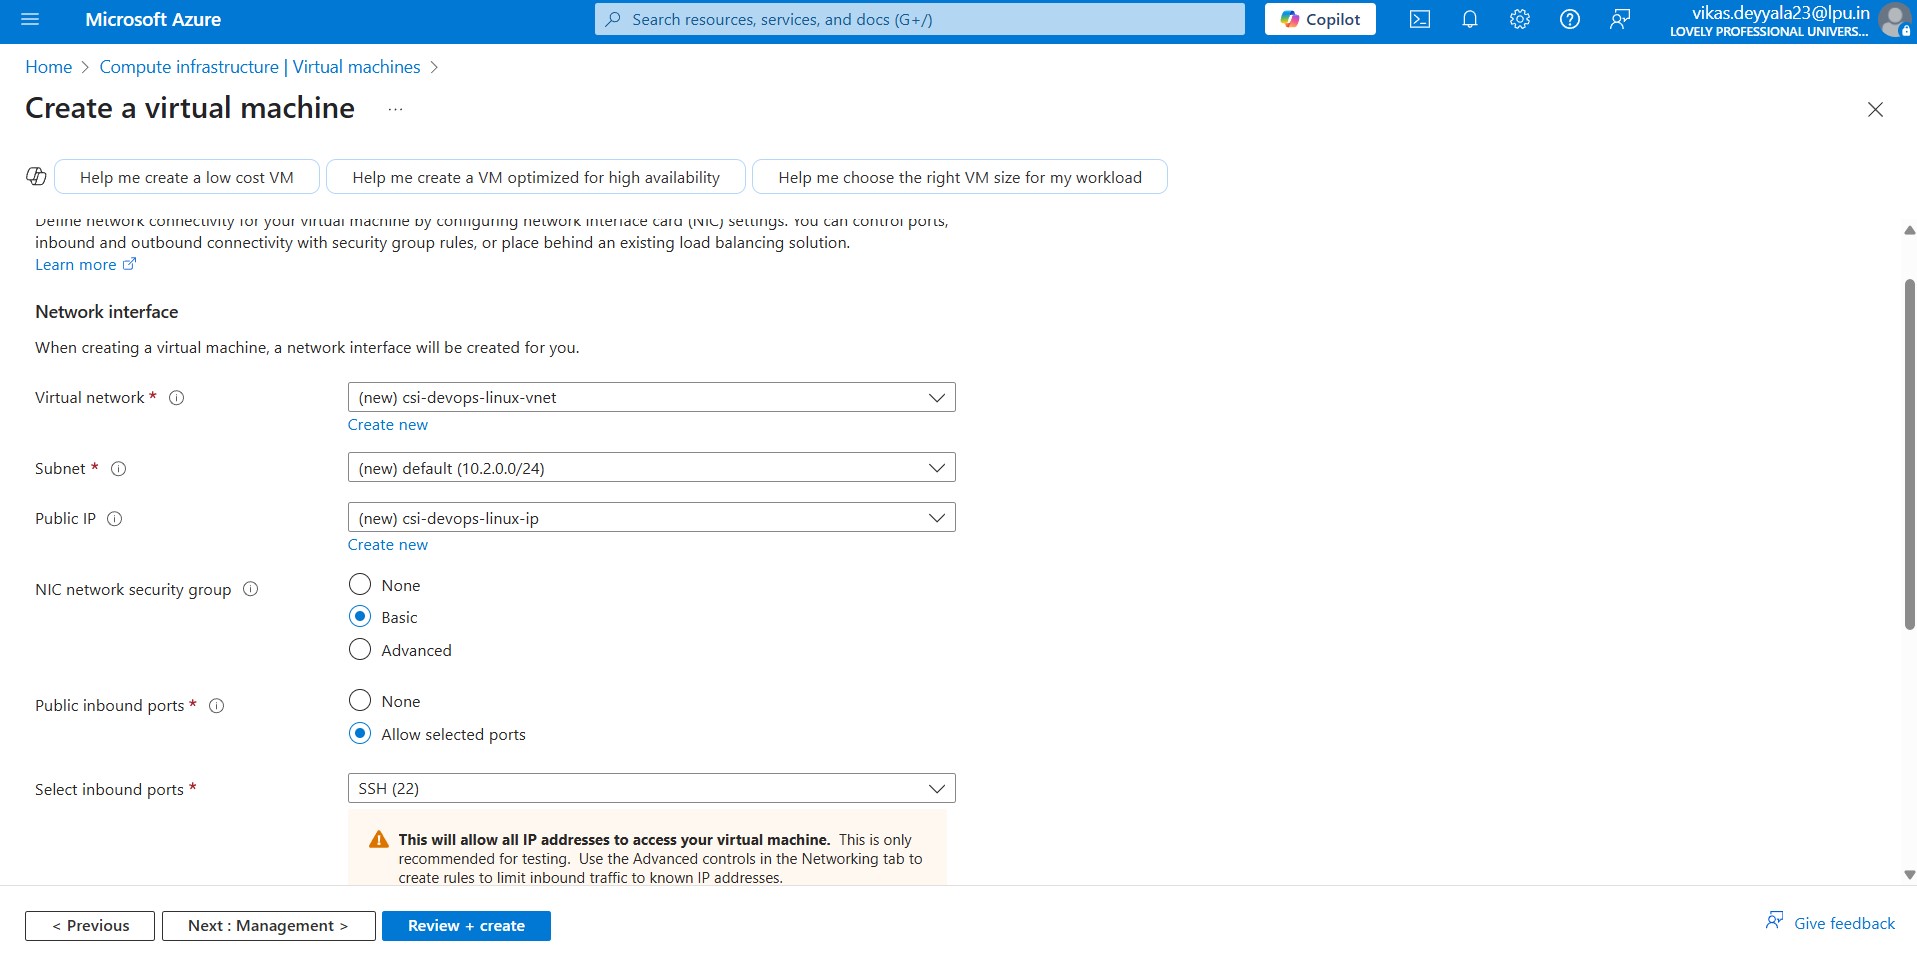 Microsoft Azure
Search resources, services, and docs (G+/)
Copilot
vikas.deyyala23@lpu.in
LOVELY PROFESSIONAL UNIVERS...
Home > Compute infrastructure | Virtual machines >
Create a virtual machine ...
Help me create a low cost VM
Help me create a VM optimized for high availability
Help me choose the right VM size for my workload
Define network connectivity for your virtual machine by configuring network interface card (NIC) settings. You can control ports,
inbound and outbound connectivity with security group rules, or place behind an existing load balancing solution.
Learn more
Network interface
When creating a virtual machine, a network interface will be created for you.
Virtual network *
(new) csi-devops-linux-vnet
Create new
Subnet *
(new) default (10.2.0.0/24)
Public IP
(new) csi-devops-linux-ip
Create new
NIC network security group
None
Basic
Advanced
Public inbound ports *
None
Allow selected ports
Select inbound ports *
SSH (22)
This will allow all IP addresses to access your virtual machine. This is only
recommended for testing. Use the Advanced controls in the Networking tab to
create rules to limit inbound traffic to known IP addresses.
< Previous
Next : Management >
Review + create
Give feedback